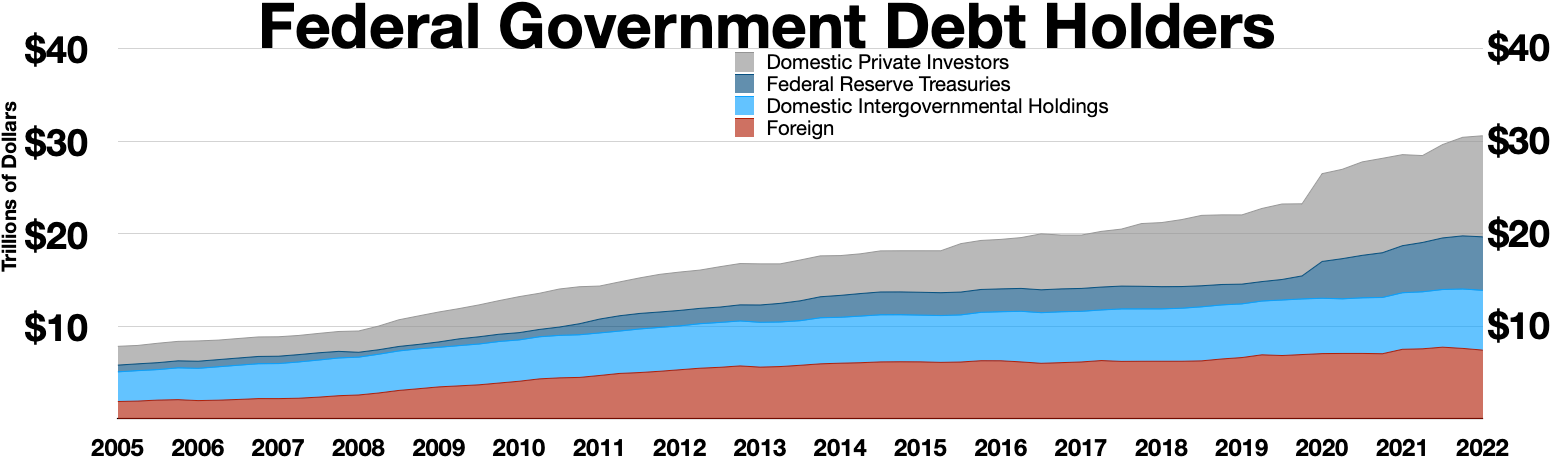 Federal Government Debt Holders
Trillions of Dollars
$40
$30
$20
$10
Domestic Private Investors
Federal Reserve Treasuries
Domestic Intergovernmental Holdings
Foreign
$40
$30
$20
$10
2005 2006 2007 2008 2009 2010 2011 2012 2013 2014 2015 2016 2017 2018 2019 2020 2021 2022